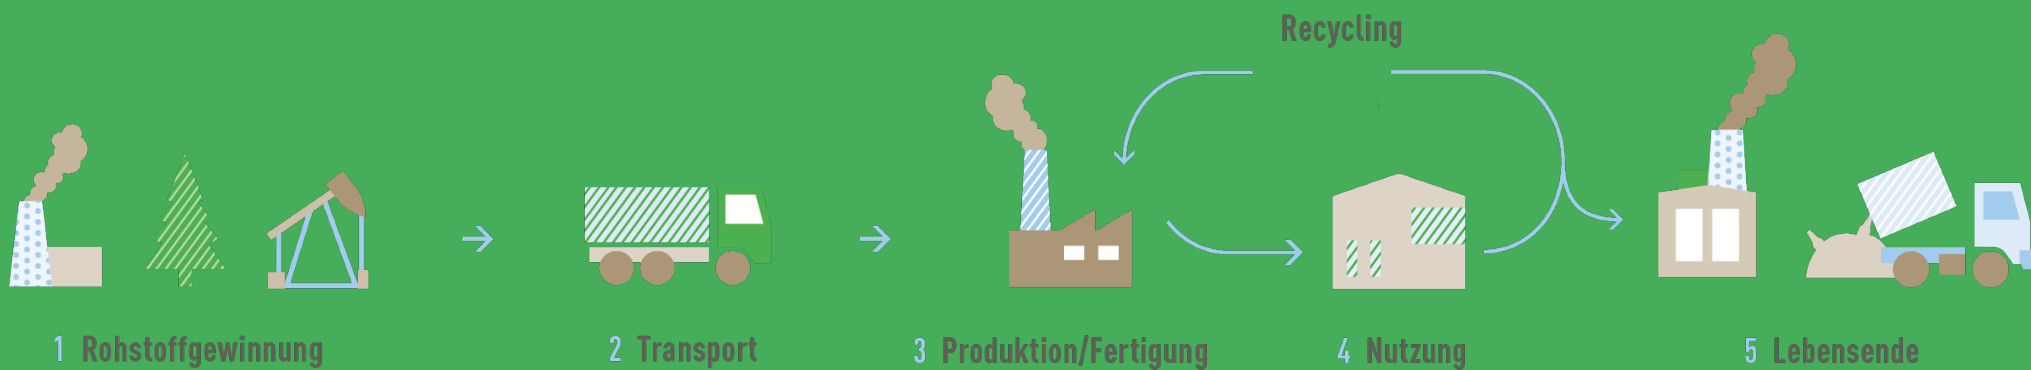 Recycling
1 Rohstoffgewinnung
2 Transport
3 Produktion/Fertigung
4 Nutzung
5 Lebensende